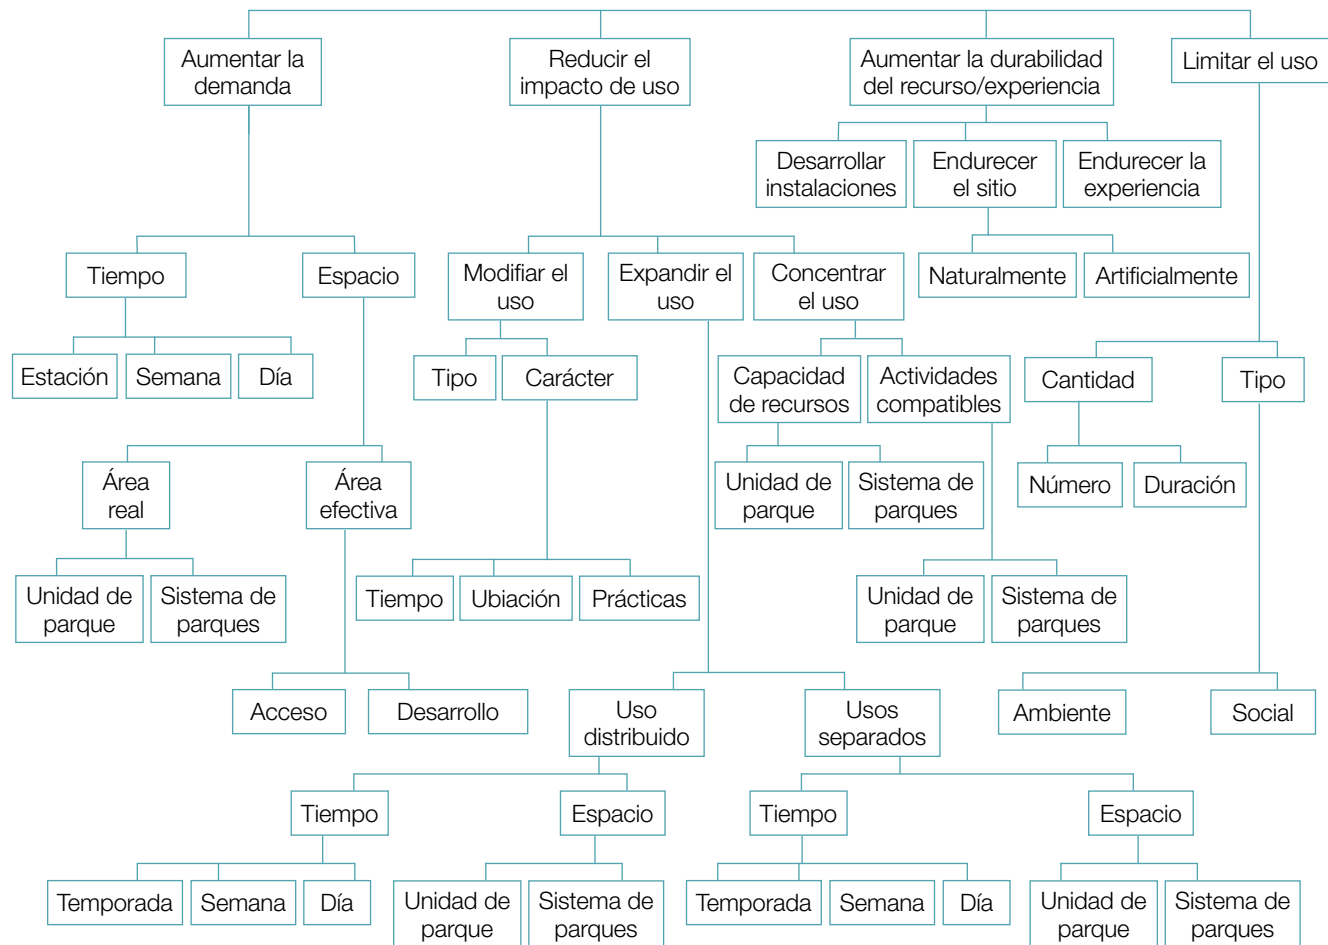 Aumentar la
demanda
Reducir el
impacto de uso
Aumentar la durabilidad
del recurso/experiencia
Limitar el uso
Desarrollar
instalaciones
Endurecer
el sitio
Endurecer la
experiencia
Tiempo
Espacio
Modifiar el
uso
Expandir el
uso
Concentrar
el uso
Naturalmente
Artificialmente
Estación
Semana
Día
Tipo
Carácter
Capacidad
de recursos
Actividades
compatibles
Cantidad
Tipo
Área
real
Área
efectiva
Unidad de
parque
Sistema de
parques
Número
Duración
Unidad de
parque
Sistema de
parques
Tiempo
Ubiación
Prácticas
Unidad de
parque
Sistema de
parques
Acceso
Desarrollo
Uso
distribuido
Usos
separados
Ambiente
Social
Tiempo
Espacio
Tiempo
Espacio
Temporada
Semana
Día
Unidad de
parque
Sistema de
parques
Temporada
Semana
Día
Unidad de
parque
Sistema de
parques